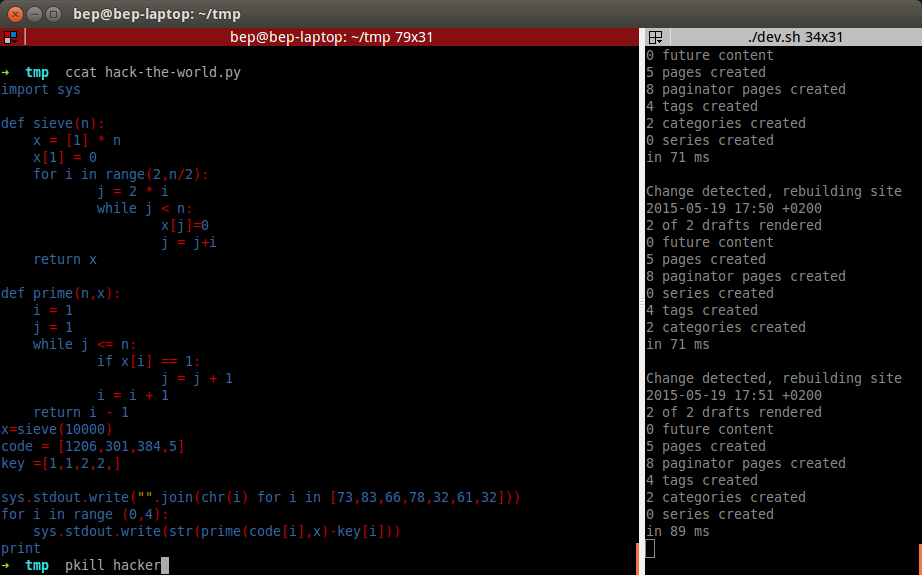 bep@bep-laptop: ~/tmp
bep@bep-laptop: ~/tmp 79x31
➜  tmp  ccat hack-the-world.py
import sys

def sieve(n):
    x = [1] * n
    x[1] = 0
    for i in range(2,n/2):
            j = 2 * i
            while j < n:
                    x[j]=0
                    j = j+i
    return x

def prime(n,x):
    i = 1
    j = 1
    while j <= n:
            if x[i] == 1:
                    j = j + 1
            i = i + 1
    return i - 1
x=sieve(10000)
code = [1206,301,384,5]
key =[1,1,2,2,]

sys.stdout.write("".join(chr(i) for i in [73,83,66,78,32,61,32]))
for i in range (0,4):
    sys.stdout.write(str(prime(code[i],x)-key[i]))
print
➜  tmp  pkill hacker
./dev.sh 34x31
0 future content
5 pages created
8 paginator pages created
4 tags created
2 categories created
0 series created
in 71 ms

Change detected, rebuilding site
2015-05-19 17:50 +0200
2 of 2 drafts rendered
0 future content
5 pages created
8 paginator pages created
0 series created
4 tags created
2 categories created
in 71 ms

Change detected, rebuilding site
2015-05-19 17:51 +0200
2 of 2 drafts rendered
0 future content
5 pages created
8 paginator pages created
4 tags created
2 categories created
0 series created
in 89 ms